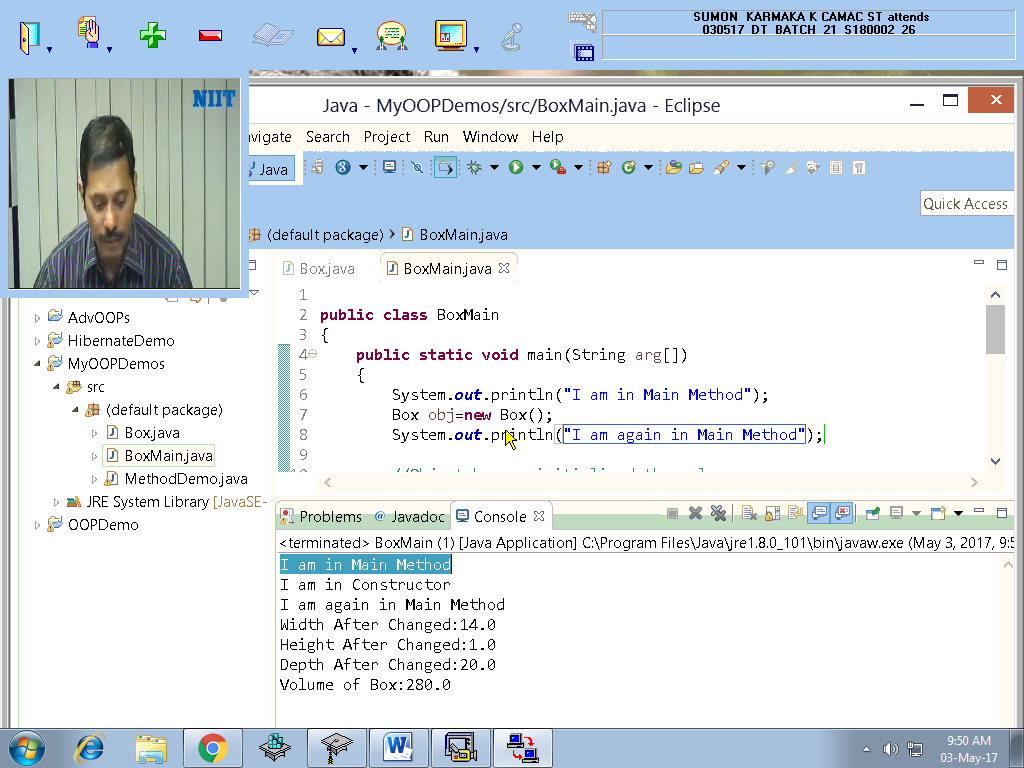 SUMON KARMAKA K CAMAC ST attends
030517 DT BATCH 21 S180002 26
NIIT
Java - MyOOPDemos/src/BoxMain.java - Eclipse
avigate Search Project Run Window Help
Java
Quick Access
(default package) BoxMain.java
Box.java
BoxMain.java
AdvOOPs
HibernateDemo
MyOOPDemos
src
(default package)
Box.java
BoxMain.java
MethodDemo.java
JRE System Library [JavaSE-
OOPDemo
1
2 public class BoxMain
3 {
4 public static void main(String arg[])
5 {
6 System.out.println("I am in Main Method");
7 Box obj=new Box();
8 System.out.println("I am again in Main Method");
9
Problems @ Javadoc Console
<terminated> BoxMain (1) [Java Application] C:\Program Files\Java\jre1.8.0_101\bin\javaw.exe (May 3, 2017, 9:5
I am in Main Method
I am in Constructor
I am again in Main Method
Width After Changed:14.0
Height After Changed:1.0
Depth After Changed:20.0
Volume of Box:280.0
9:50 AM
03-May-17